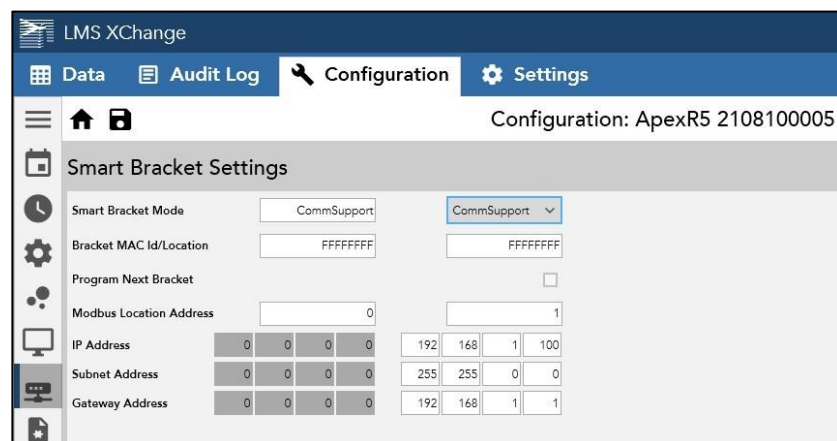 LMS XChange
Data Audit Log Configuration Settings
Configuration: ApexR5 2108100005
Smart Bracket Settings
Smart Bracket Mode CommSupport CommSupport
Bracket MAC Id/Location FFFFFFFF FFFFFFFF
Program Next Bracket
Modbus Location Address 0 1
IP Address 0 0 0 0 192 168 1 100
Subnet Address 0 0 0 0 255 255 0 0
Gateway Address 0 0 0 0 192 168 1 1